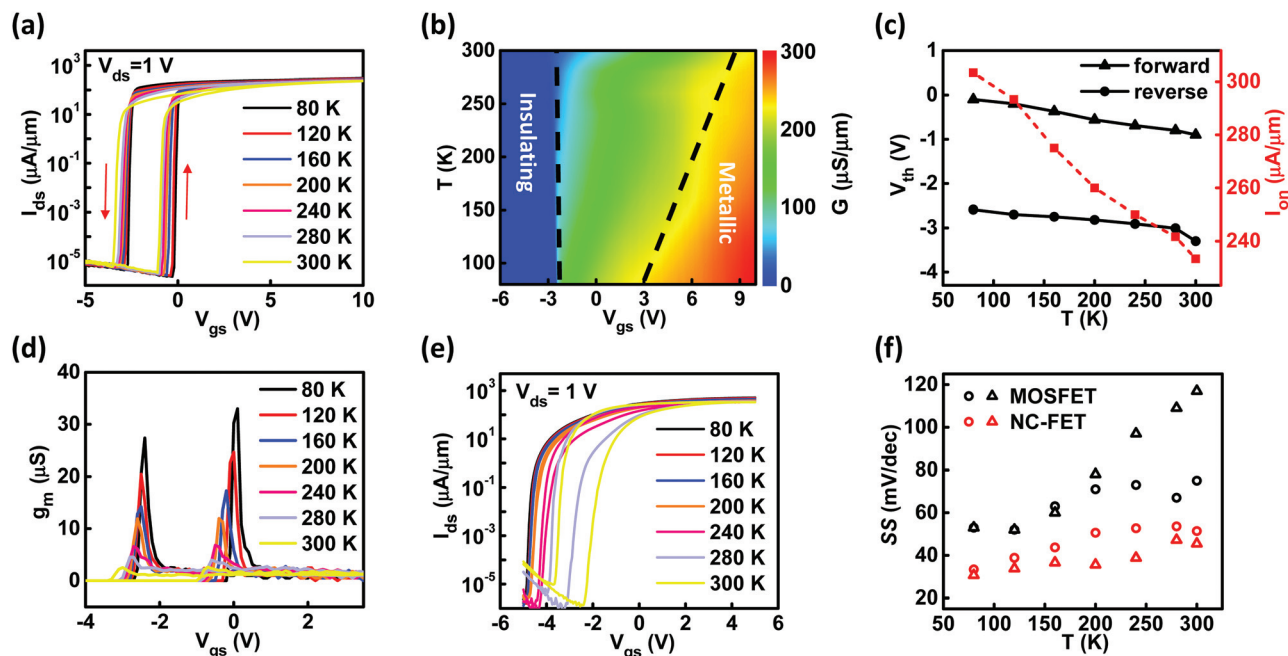 (a)
V_ds=1 V
80 K
120 K
160 K
200 K
240 K
280 K
300 K
10^3
10^1
10^-1
10^-3
10^-5
I_ds (μA/μm)
-5 0 5 10
V_gs (V)
(b)
300
250
200
150
100
T (K)
Insulating
Metallic
-6 -3 0 3 6 9
V_gs (V)
300
200
100
0
G (μS/μm)
(c)
forward
reverse
1
0
-1
-2
-3
-4
V_th (V)
300
280
260
240
I_on (μA/μm)
50 100 150 200 250 300
T (K)
(d)
80 K
120 K
160 K
200 K
240 K
280 K
300 K
40
30
20
10
0
g_m (μS)
-4 -2 0 2
V_gs (V)
(e)
V_ds= 1 V
80 K
120 K
160 K
200 K
240 K
280 K
300 K
10^3
10^1
10^-1
10^-3
10^-5
I_ds (μA/μm)
-6 -4 -2 0 2 4 6
V_gs (V)
(f)
MOSFET
NC-FET
120
100
80
60
40
20
SS (mV/dec)
50 100 150 200 250 300
T (K)